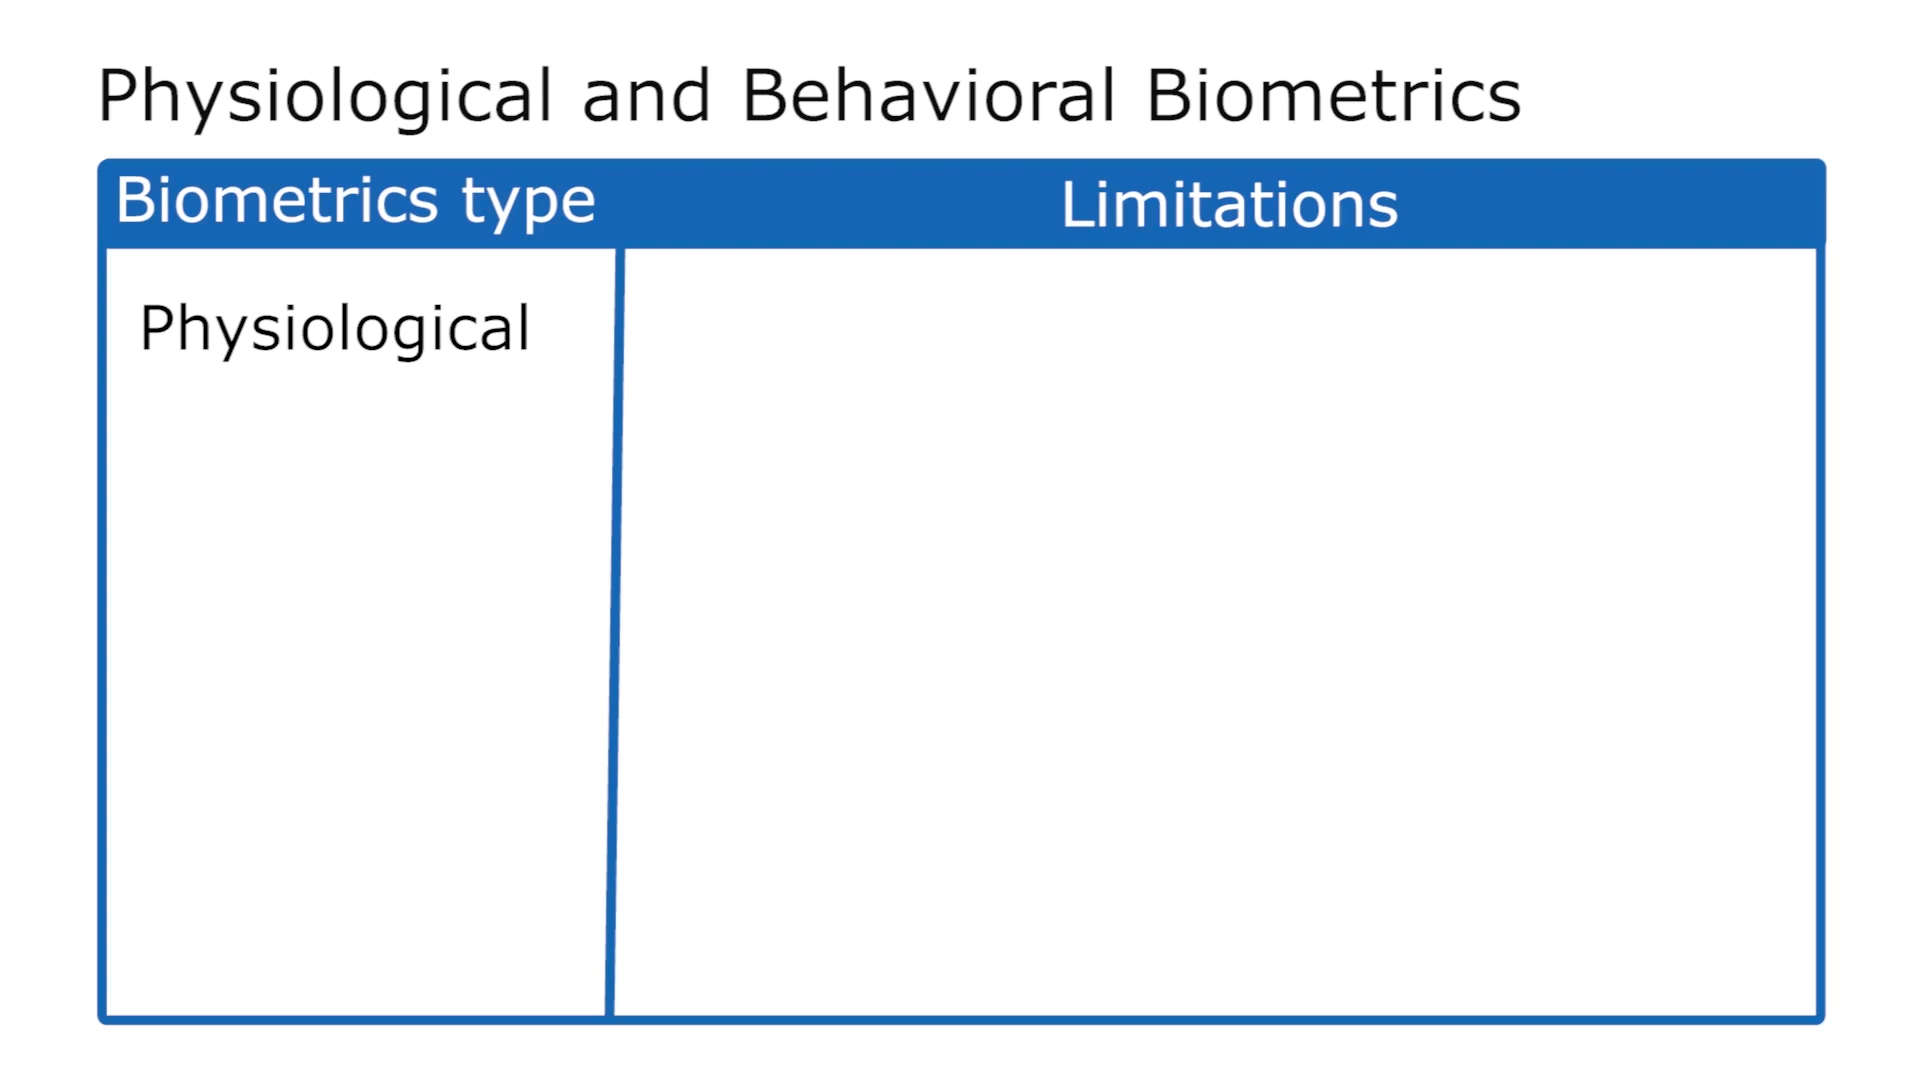 Physiological and Behavioral Biometrics
Biometrics type Limitations
Physiological